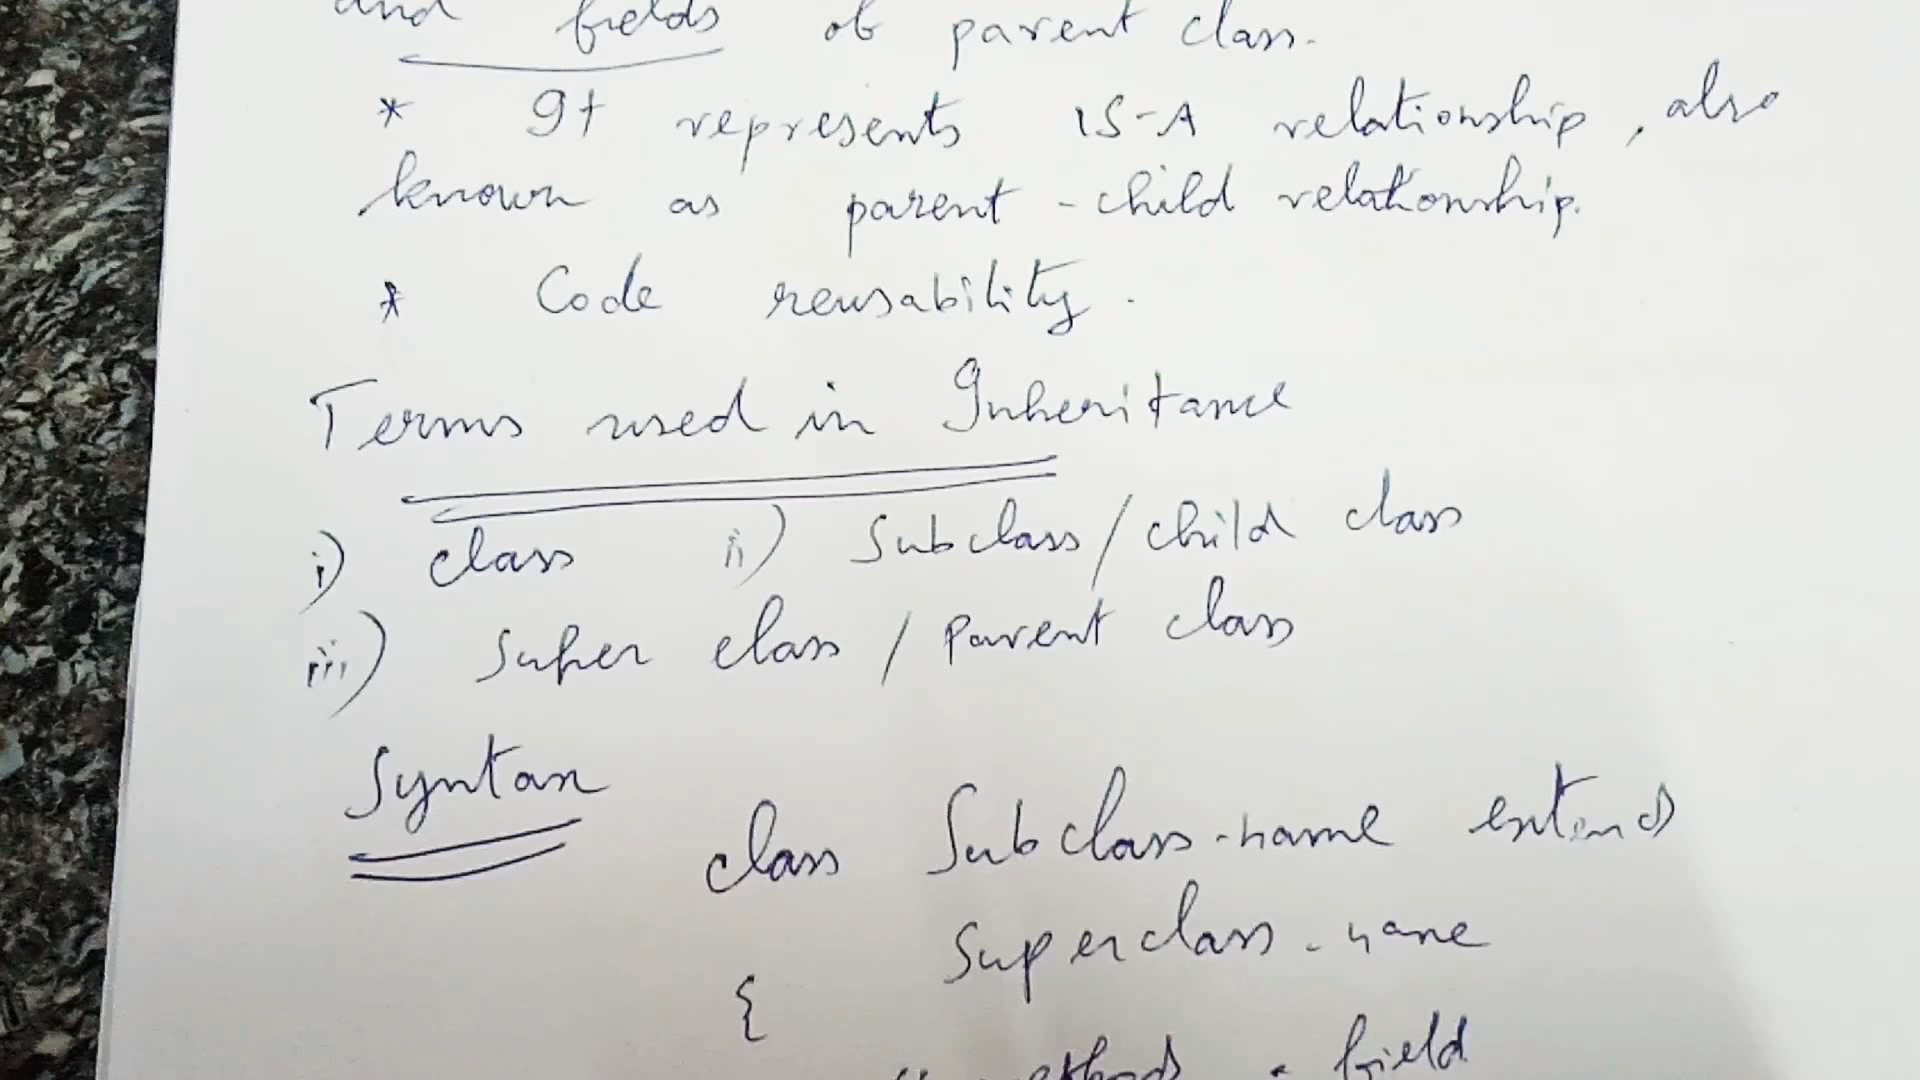 and fields of parent class.
* It represents IS-A relationship, also
known as parent-child relationship.
* Code reusability.
Terms used in Inheritance
i) class ii) Subclass/child class
iii) Super class / parent class
Syntax
class Subclass-name extends
Superclass-name
{
// methods & field